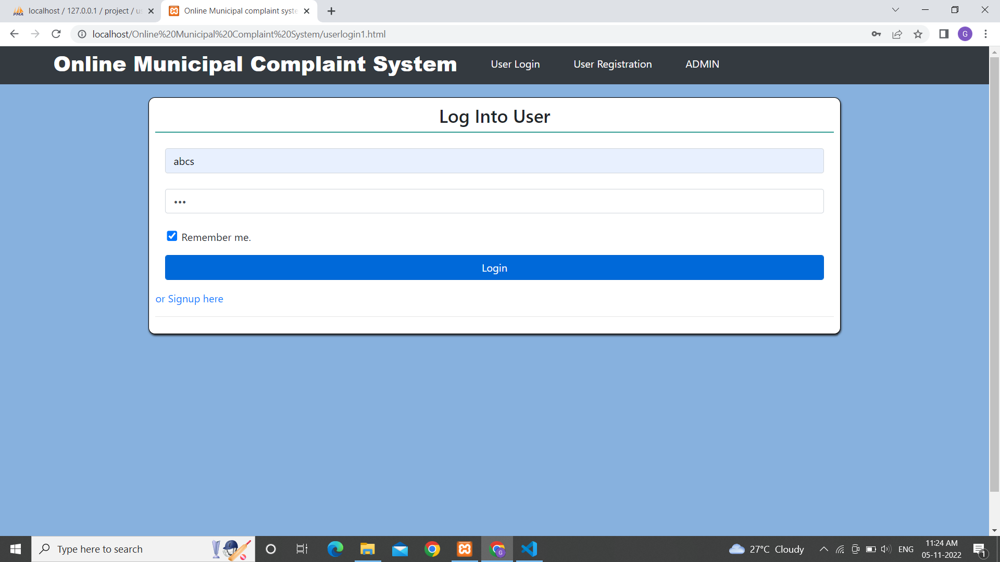 localhost / 127.0.0.1 / project / us
Online Municipal complaint syste
localhost/Online%20Municipal%20Complaint%20System/userlogin1.html
G
Online Municipal Complaint System
User Login
User Registration
ADMIN
Log Into User
abcs
•••
Remember me.
Login
or Signup here
Type here to search
G
27°C Cloudy
ENG
11:24 AM
05-11-2022
1